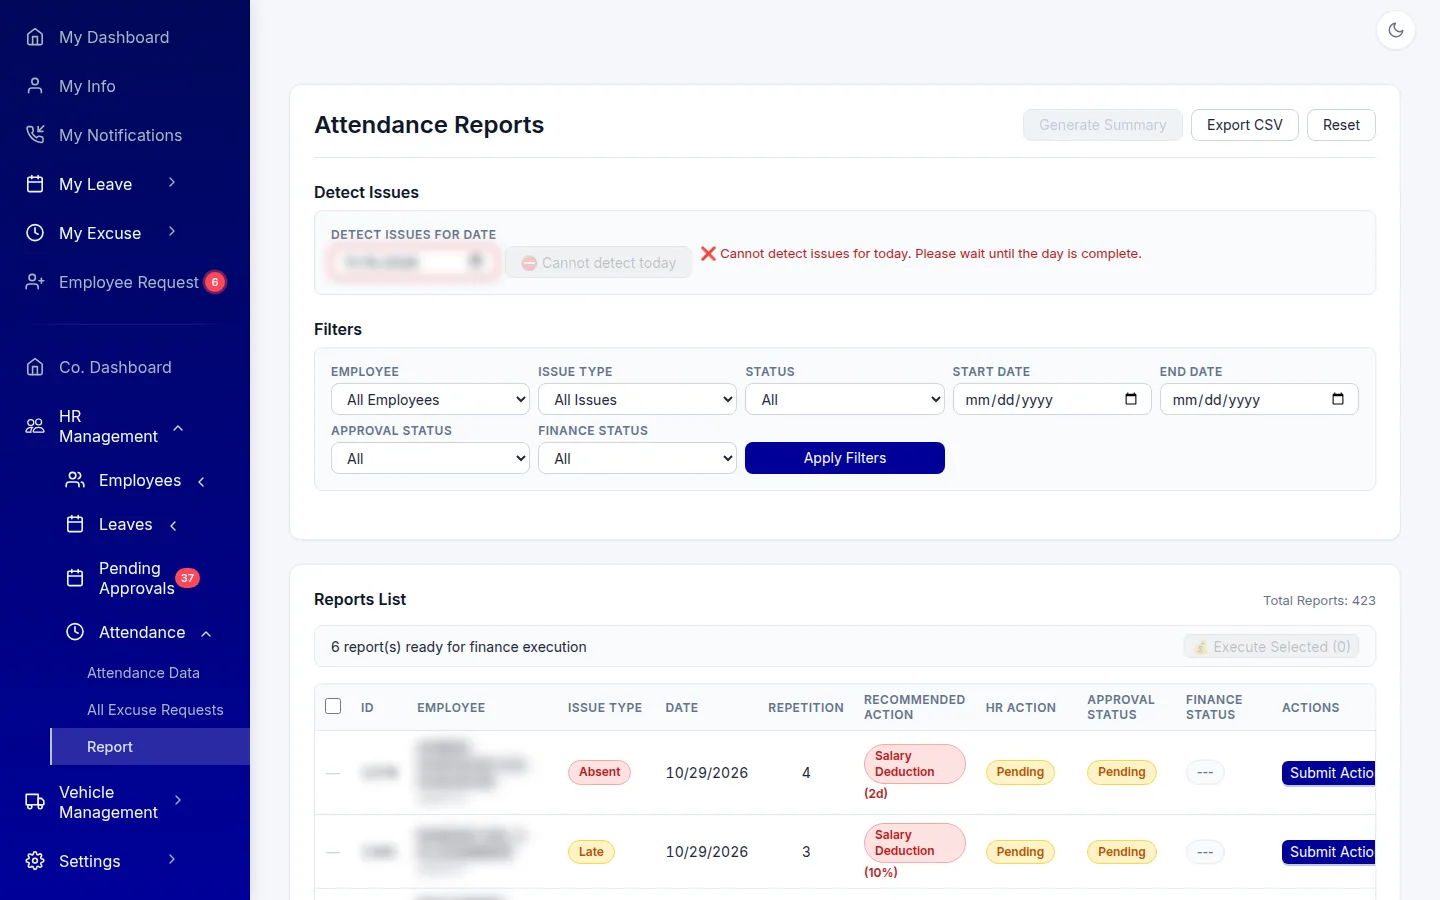 My Dashboard
My Info
My Notifications
My Leave
My Excuse
Employee Request 6
Co. Dashboard
HR
Management
Employees
Leaves
Pending
Approvals 37
Attendance
Attendance Data
All Excuse Requests
Report
Vehicle
Management
Settings
Attendance Reports
Generate Summary
Export CSV
Reset
Detect Issues
DETECT ISSUES FOR DATE
⛔ Cannot detect today
❌ Cannot detect issues for today. Please wait until the day is complete.
Filters
EMPLOYEE ISSUE TYPE STATUS START DATE END DATE
All Employees All Issues All mm/dd/yyyy mm/dd/yyyy
APPROVAL STATUS FINANCE STATUS
All All Apply Filters
Reports List
Total Reports: 423
6 report(s) ready for finance execution
💰 Execute Selected (0)
ID EMPLOYEE ISSUE TYPE DATE REPETITION RECOMMENDED ACTION HR ACTION APPROVAL STATUS FINANCE STATUS ACTIONS
— Absent 10/29/2026 4 Salary Deduction (2d) Pending Pending --- Submit Actio
— Late 10/29/2026 3 Salary Deduction (10%) Pending Pending --- Submit Actio